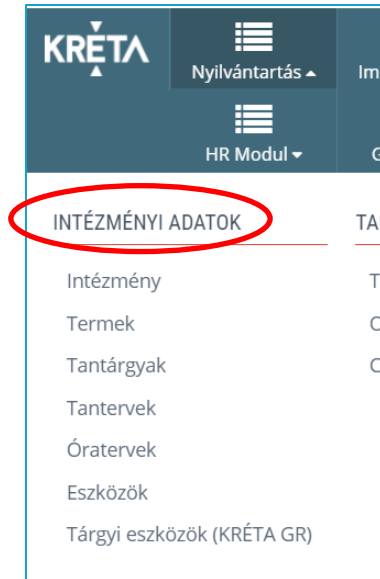 KRÉTA
Nyilvántartás
HR Modul
INTÉZMÉNYI ADATOK
Intézmény
Termek
Tantárgyak
Tantervek
Óratervek
Eszközök
Tárgyi eszközök (KRÉTA GR)